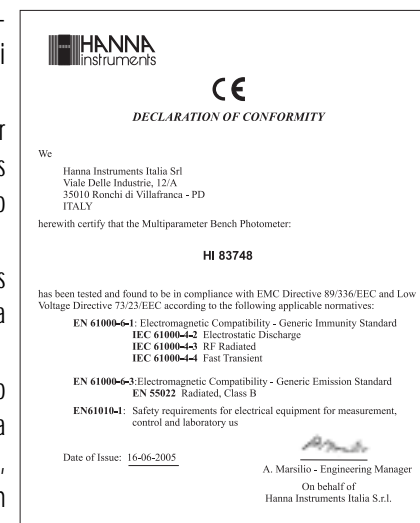 HANNA
instruments
CE
DECLARATION OF CONFORMITY
We
Hanna Instruments Italia Srl
Viale Delle Industrie, 12/A
35010 Ronchi di Villafranca - PD
ITALY
herewith certify that the Multiparameter Bench Photometer:
HI 83748
has been tested and found to be in compliance with EMC Directive 89/336/EEC and Low
Voltage Directive 73/23/EEC according to the following applicable normatives:
EN 61000-6-1: Electromagnetic Compatibility - Generic Immunity Standard
IEC 61000-4-2 Electrostatic Discharge
IEC 61000-4-3 RF Radiated
IEC 61000-4-4 Fast Transient
EN 61000-6-3:Electromagnetic Compatibility - Generic Emission Standard
EN 55022 Radiated, Class B
EN61010-1: Safety requirements for electrical equipment for measurement,
control and laboratory us
Date of Issue: 16-06-2005
A. Marsilio - Engineering Manager
On behalf of
Hanna Instruments Italia S.r.l.